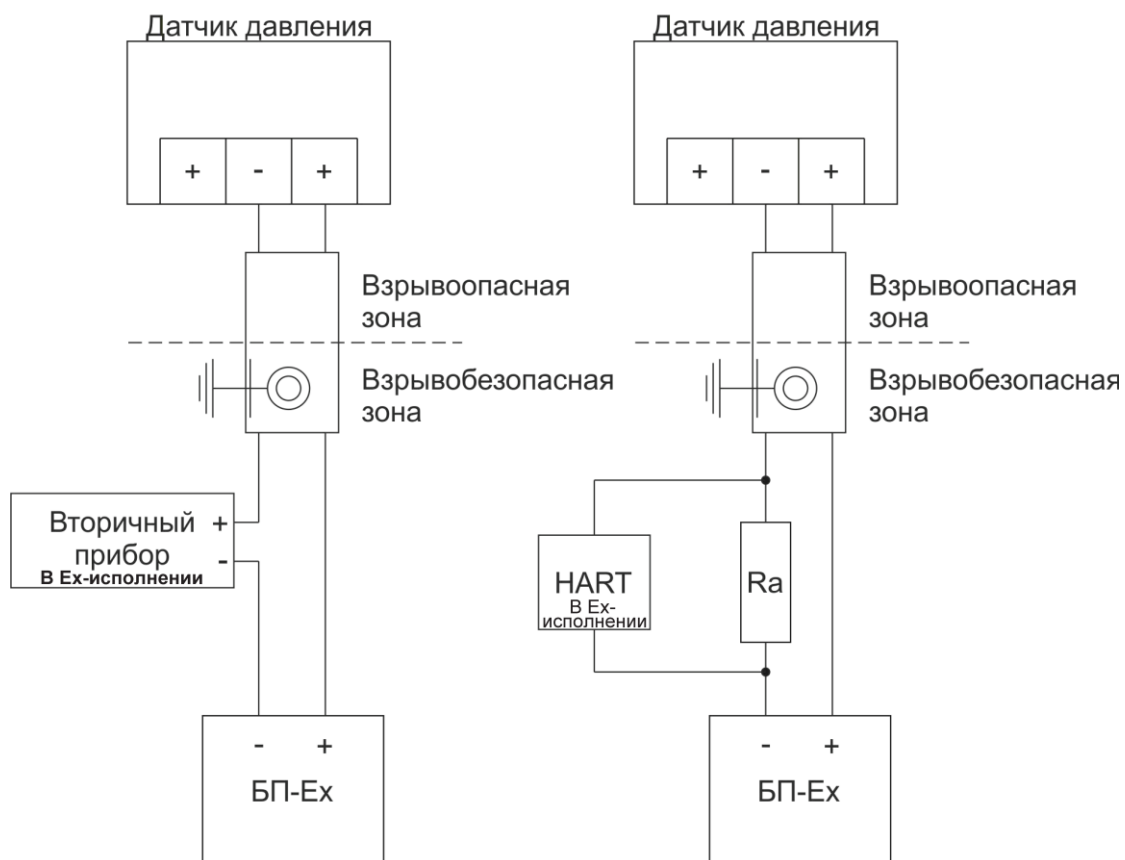 Датчик давления
+ - +
Взрывоопасная
зона
Взрывобезопасная
зона
Вторичный +
прибор -
В Ех-исполнении
- +
БП-Ех
Датчик давления
+ - +
Взрывоопасная
зона
Взрывобезопасная
зона
HART
В Ех-
исполнении
Ra
- +
БП-Ех